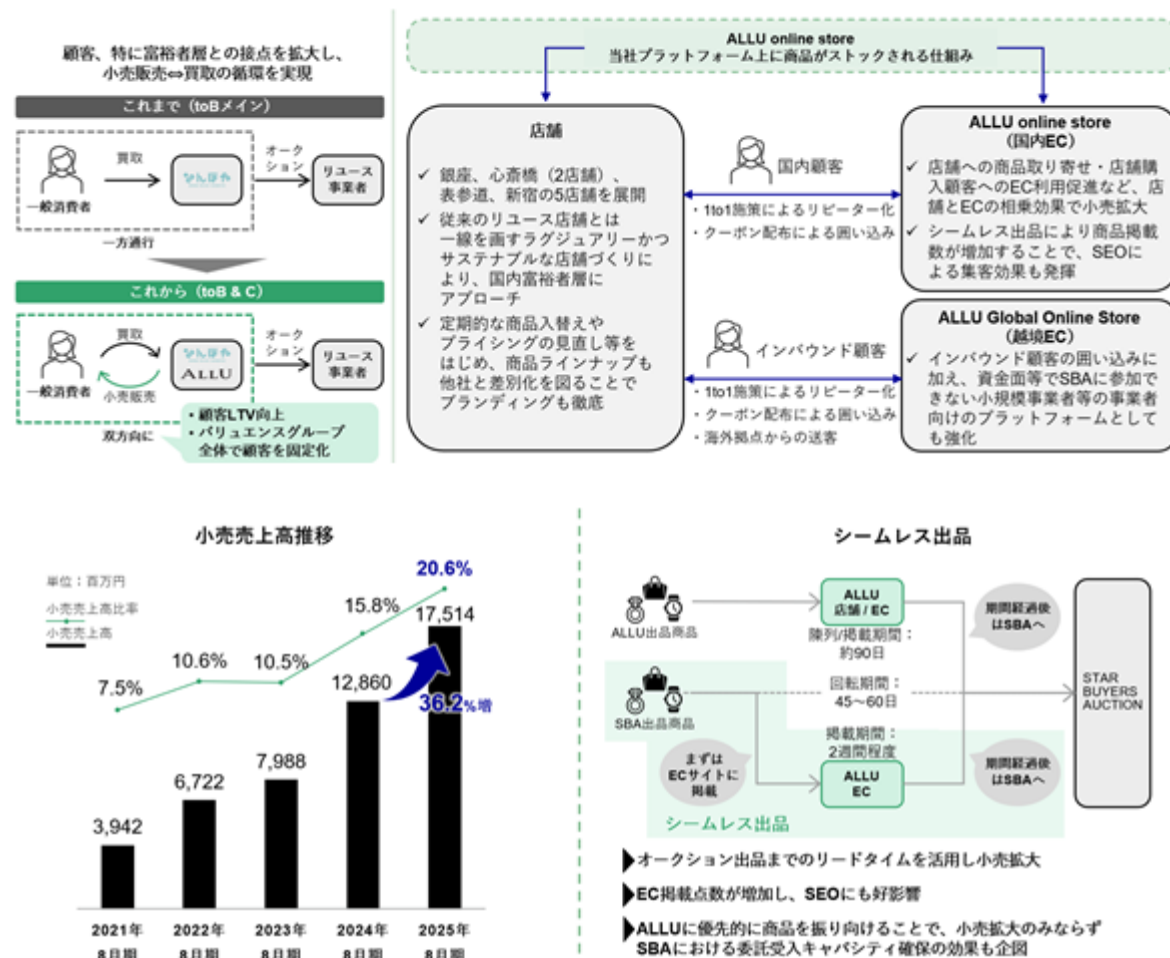 顧客、特に富裕者層との接点を拡大し、
小売販売⇔買取の循環を実現
これまで（toBメイン）
一般消費者
買取
なんぼや
オーク
ション
リユース
事業者
一方通行
これから（toB & C）
一般消費者
買取
小売販売
なんぼや
ALLU
オーク
ション
リユース
事業者
双方向に
・顧客LTV向上
・バリュエンスグループ
全体で顧客を固定化
ALLU online store
当社プラットフォーム上に商品がストックされる仕組み
店舗
✓ 銀座、心斎橋（2店舗）、
表参道、新宿の5店舗を展開
✓ 従来のリユース店舗とは
一線を画すラグジュアリーかつ
サステナブルな店舗づくりに
より、国内富裕者層に
アプローチ
✓ 定期的な商品入替えや
プライシングの見直し等を
はじめ、商品ラインナップも
他社と差別化を図ることで
ブランディングも徹底
国内顧客
・1to1施策によるリピーター化
・クーポン配布による囲い込み
インバウンド顧客
・1to1施策によるリピーター化
・クーポン配布による囲い込み
・海外拠点からの送客
ALLU online store
（国内EC）
✓ 店舗への商品取り寄せ・店舗購
入顧客へのEC利用促進など、店
舗とECの相乗効果で小売拡大
✓ シームレス出品により商品掲載
数が増加することで、SEOに
よる集客効果も発揮
ALLU Global Online Store
（越境EC）
✓ インバウンド顧客の囲い込みに
加え、資金面等でSBAに参加で
きない小規模事業者等の事業者
向けのプラットフォームとして
も強化
小売売上高推移
単位：百万円
小売売上高比率
小売売上高
7.5%
10.6%
10.5%
15.8%
20.6%
3,942
6,722
7,988
12,860
17,514
36.2%増
2021年
8月期
2022年
8月期
2023年
8月期
2024年
8月期
2025年
8月期
シームレス出品
ALLU出品商品
ALLU
店舗 / EC
陳列/掲載期間：
約90日
期間経過後
はSBAへ
SBA出品商品
回転期間：
45～60日
STAR
BUYERS
AUCTION
まずは
ECサイトに
掲載
掲載期間：
2週間程度
ALLU
EC
期間経過後
はSBAへ
シームレス出品
オークション出品までのリードタイムを活用し小売拡大
EC掲載点数が増加し、SEOにも好影響
ALLUに優先的に商品を振り向けることで、小売拡大のみならず
SBAにおける委託受入キャパシティ確保の効果も企図